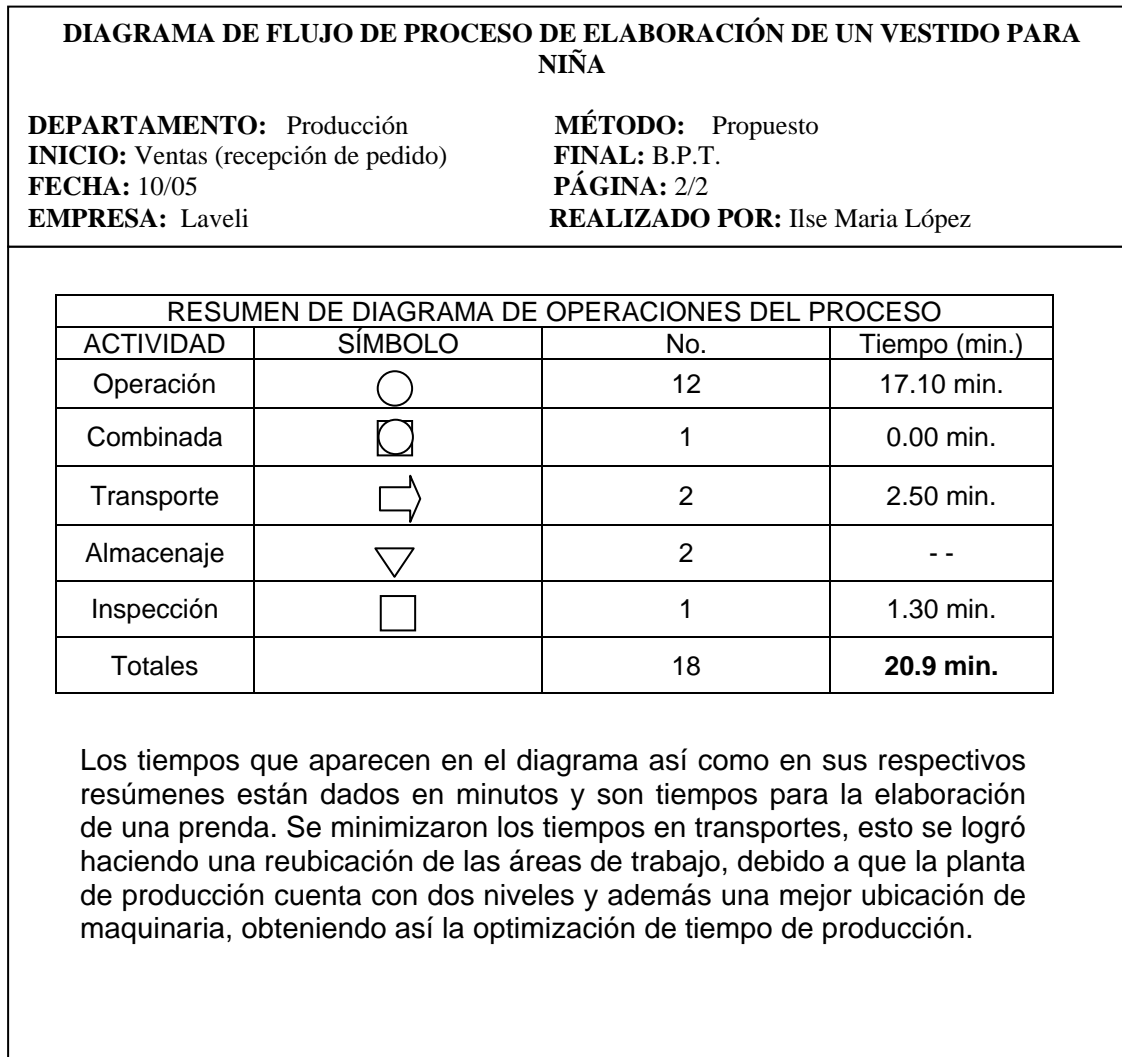 DIAGRAMA DE FLUJO DE PROCESO DE ELABORACIÓN DE UN VESTIDO PARA
NIÑA
DEPARTAMENTO: Producción MÉTODO: Propuesto
INICIO: Ventas (recepción de pedido) FINAL: B.P.T.
FECHA: 10/05 PÁGINA: 2/2
EMPRESA: Laveli REALIZADO POR: Ilse Maria López
RESUMEN DE DIAGRAMA DE OPERACIONES DEL PROCESO
ACTIVIDAD SÍMBOLO No. Tiempo (min.)
Operación 12 17.10 min.
Combinada 1 0.00 min.
Transporte 2 2.50 min.
Almacenaje 2 - -
Inspección 1 1.30 min.
Totales 18 20.9 min.
Los tiempos que aparecen en el diagrama así como en sus respectivos
resúmenes están dados en minutos y son tiempos para la elaboración
de una prenda. Se minimizaron los tiempos en transportes, esto se logró
haciendo una reubicación de las áreas de trabajo, debido a que la planta
de producción cuenta con dos niveles y además una mejor ubicación de
maquinaria, obteniendo así la optimización de tiempo de producción.